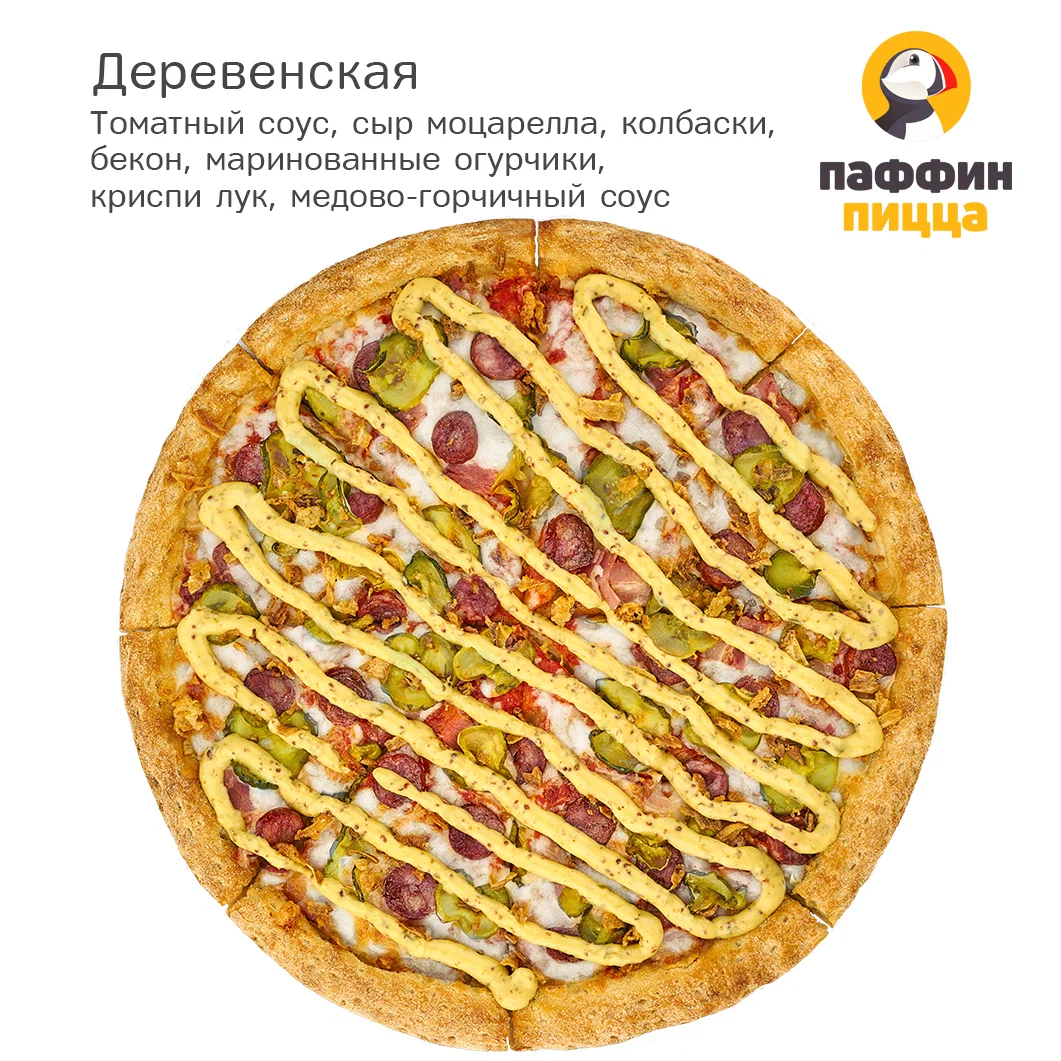 Деревенская
Томатный соус, сыр моцарелла, колбаски,
бекон, маринованные огурчики,
криспи лук, медово-горчичный соус
паффин
пицца